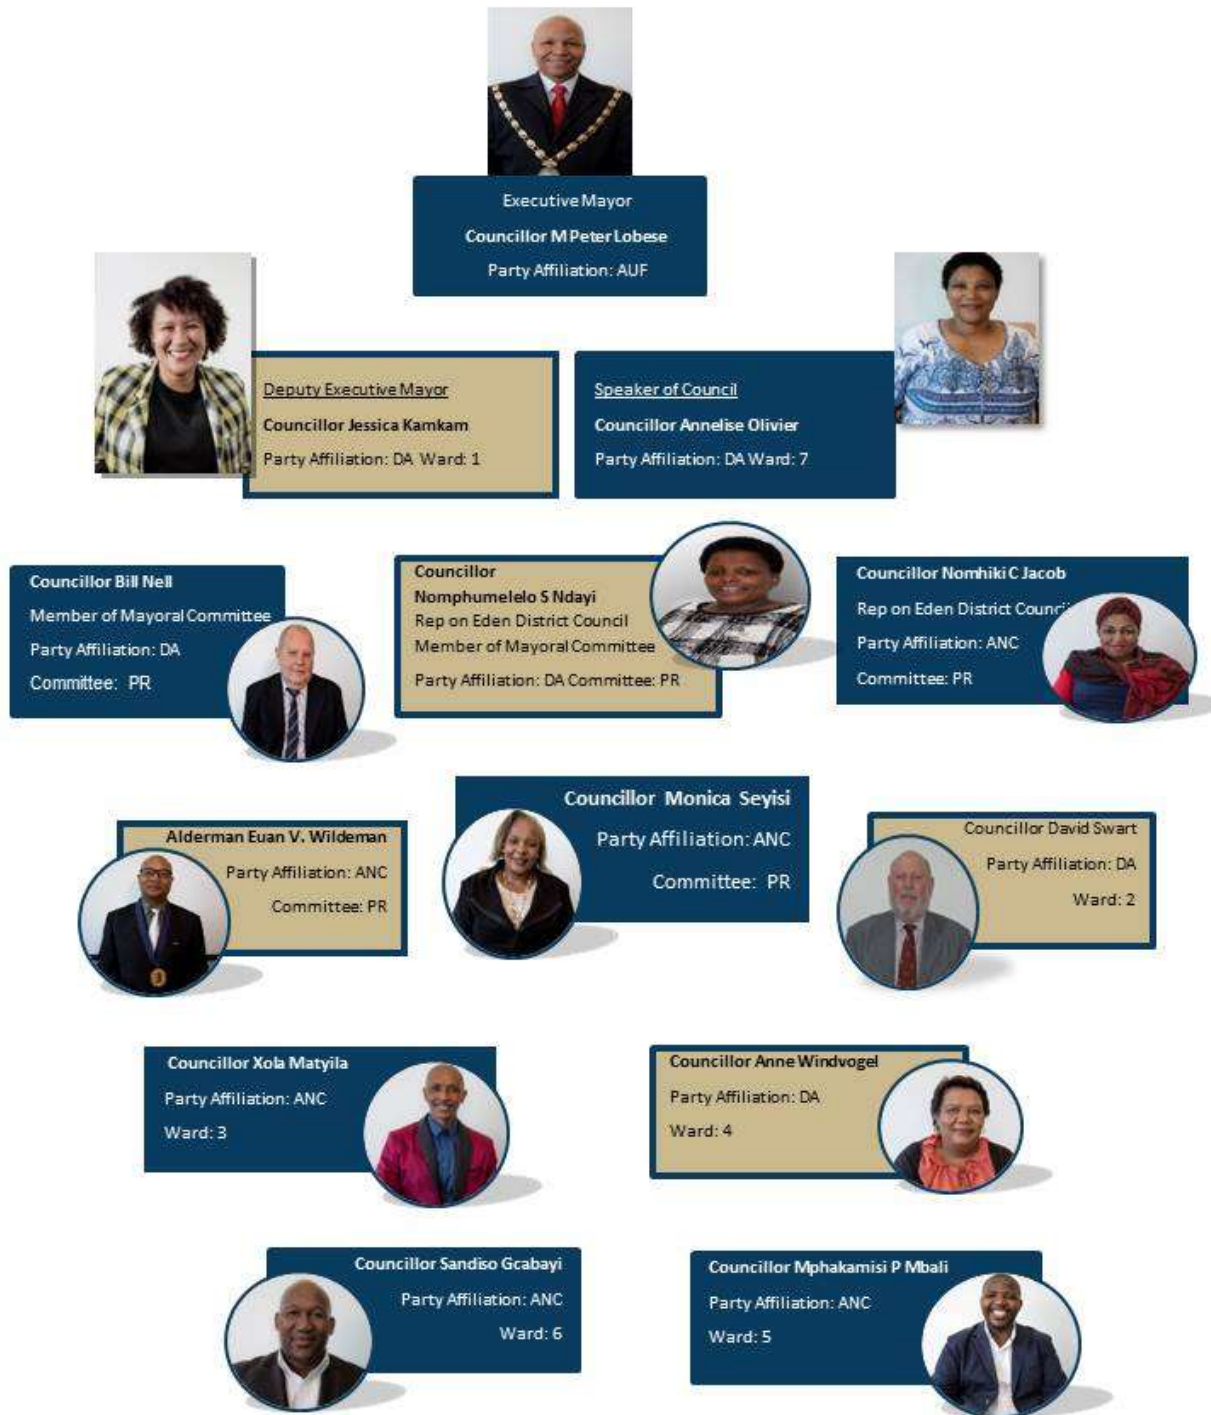 Executive Mayor
Councillor M Peter Lobese
Party Affiliation: AUF
Deputy Executive Mayor
Councillor Jessica Kamkam
Party Affiliation: DA Ward: 1
Speaker of Council
Councillor Annelise Olivier
Party Affiliation: DA Ward: 7
Councillor Bill Nell
Member of Mayoral Committee
Party Affiliation: DA
Committee: PR
Councillor
Nomphumelelo S Ndayi
Rep on Eden District Council
Member of Mayoral Committee
Party Affiliation: DA Committee: PR
Councillor Nomhiki C Jacob
Rep on Eden District Council
Party Affiliation: ANC
Committee: PR
Alderman Euan V. Wildeman
Party Affiliation: ANC
Committee: PR
Councillor Monica Seyisi
Party Affiliation: ANC
Committee: PR
Councillor David Swart
Party Affiliation: DA
Ward: 2
Councillor Xola Matyila
Party Affiliation: ANC
Ward: 3
Councillor Anne Windvogel
Party Affiliation: DA
Ward: 4
Councillor Sandiso Gcabayi
Party Affiliation: ANC
Ward: 6
Councillor Mphakamisi P Mbali
Party Affiliation: ANC
Ward: 5